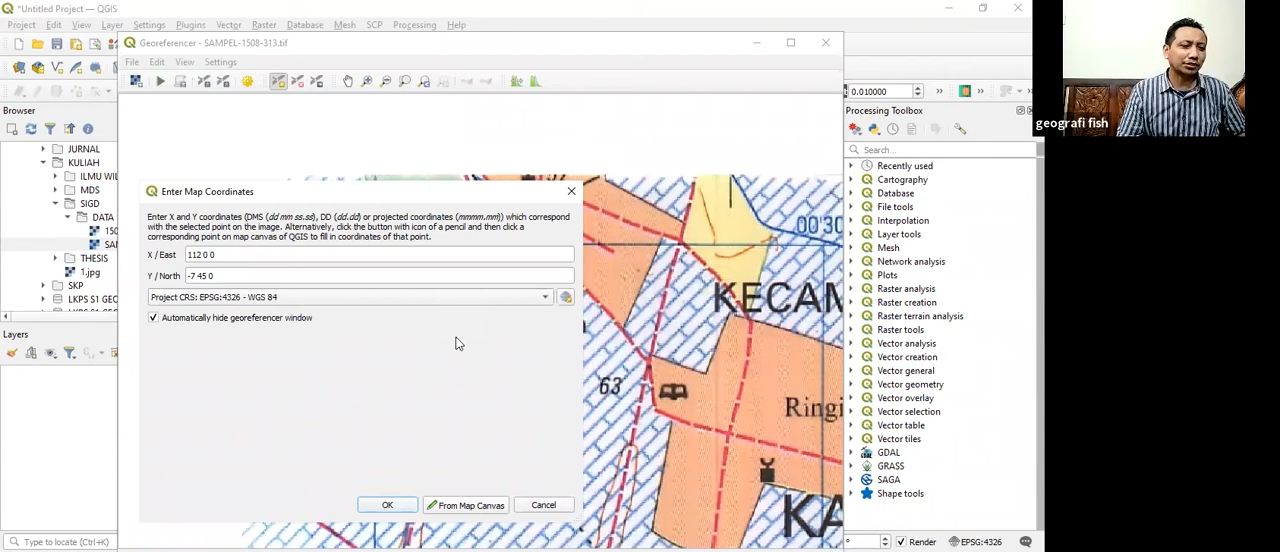 *Untitled Project — QGIS
Project Edit View Layer Settings Plugins Vector Raster Database Mesh SCP Processing Help
Georeferencer - SAMPEL-1508-313.tif
File Edit View Settings
0.010000
Browser
JURNAL
KULIAH
ILMU WIL
MDS
SIGD
DATA
150
SA
THESIS
1.jpg
SKP
LKPS S1 GEO
Layers
Type to locate (Ctrl+K)
Enter Map Coordinates
Enter X and Y coordinates (DMS (dd mm ss.ss), DD (dd.dd) or projected coordinates (mmmm.mm)) which correspond
with the selected point on the image. Alternatively, click the button with icon of a pencil and then click a
corresponding point on map canvas of QGIS to fill in coordinates of that point.
X / East 112 0 0
Y / North -7 45 0
Project CRS: EPSG:4326 - WGS 84
Automatically hide georeferencer window
OK From Map Canvas Cancel
00'30
KECAM
63
Ringi
KA
Processing Toolbox
Search...
Recently used
Cartography
Database
File tools
Interpolation
Layer tools
Mesh
Network analysis
Plots
Raster analysis
Raster creation
Raster terrain analysis
Raster tools
Vector analysis
Vector creation
Vector general
Vector geometry
Vector overlay
Vector selection
Vector table
Vector tiles
GDAL
GRASS
SAGA
Shape tools
Render EPSG:4326
geografi fish